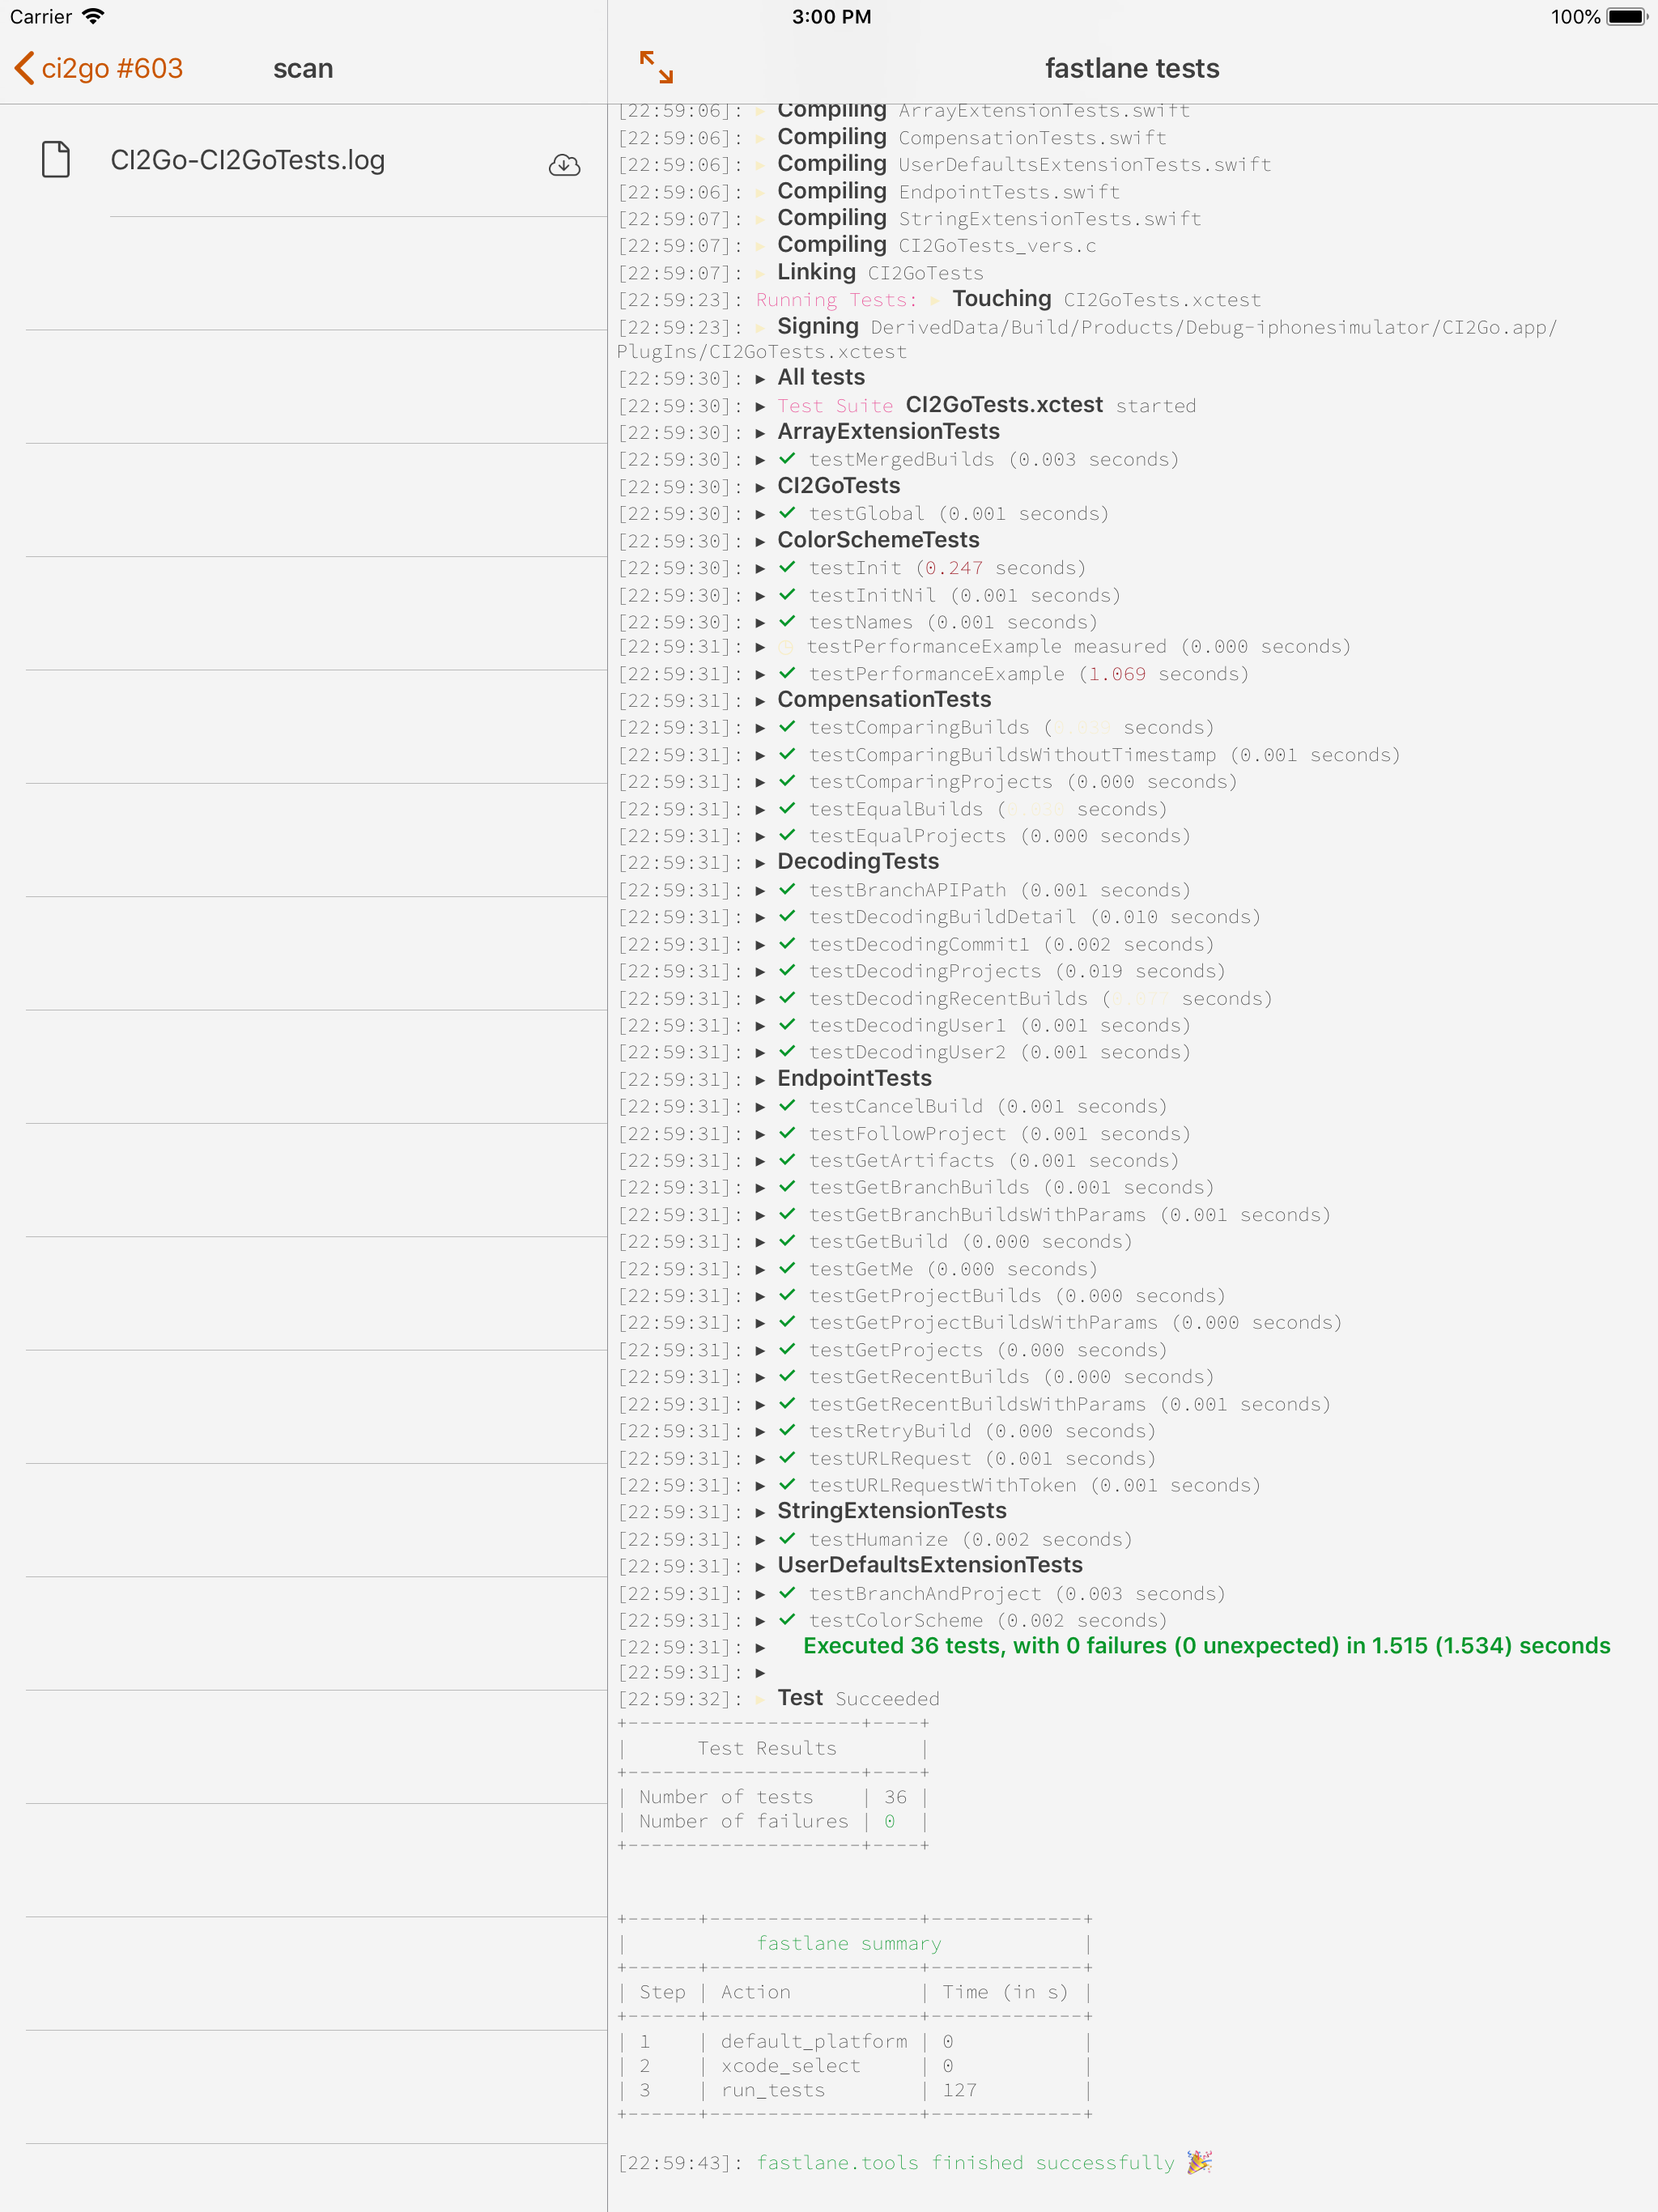 Carrier 3:00 PM 100%
ci2go #603 scan
CI2Go-CI2GoTests.log
fastlane tests
[22:59:06]: ▸ Compiling ArrayExtensionTests.swift
[22:59:06]: ▸ Compiling CompensationTests.swift
[22:59:06]: ▸ Compiling UserDefaultsExtensionTests.swift
[22:59:06]: ▸ Compiling EndpointTests.swift
[22:59:07]: ▸ Compiling StringExtensionTests.swift
[22:59:07]: ▸ Compiling CI2GoTests_vers.c
[22:59:07]: ▸ Linking CI2GoTests
[22:59:23]: Running Tests: ▸ Touching CI2GoTests.xctest
[22:59:23]: ▸ Signing DerivedData/Build/Products/Debug-iphonesimulator/CI2Go.app/
PlugIns/CI2GoTests.xctest
[22:59:30]: ▸ All tests
[22:59:30]: ▸ Test Suite CI2GoTests.xctest started
[22:59:30]: ▸ ArrayExtensionTests
[22:59:30]: ▸ ✓ testMergedBuilds (0.003 seconds)
[22:59:30]: ▸ CI2GoTests
[22:59:30]: ▸ ✓ testGlobal (0.001 seconds)
[22:59:30]: ▸ ColorSchemeTests
[22:59:30]: ▸ ✓ testInit (0.247 seconds)
[22:59:30]: ▸ ✓ testInitNil (0.001 seconds)
[22:59:30]: ▸ ✓ testNames (0.001 seconds)
[22:59:31]: ▸ ◷ testPerformanceExample measured (0.000 seconds)
[22:59:31]: ▸ ✓ testPerformanceExample (1.069 seconds)
[22:59:31]: ▸ CompensationTests
[22:59:31]: ▸ ✓ testComparingBuilds ( seconds)
[22:59:31]: ▸ ✓ testComparingBuildsWithoutTimestamp (0.001 seconds)
[22:59:31]: ▸ ✓ testComparingProjects (0.000 seconds)
[22:59:31]: ▸ ✓ testEqualBuilds ( seconds)
[22:59:31]: ▸ ✓ testEqualProjects (0.000 seconds)
[22:59:31]: ▸ DecodingTests
[22:59:31]: ▸ ✓ testBranchAPIPath (0.001 seconds)
[22:59:31]: ▸ ✓ testDecodingBuildDetail (0.010 seconds)
[22:59:31]: ▸ ✓ testDecodingCommit1 (0.002 seconds)
[22:59:31]: ▸ ✓ testDecodingProjects (0.019 seconds)
[22:59:31]: ▸ ✓ testDecodingRecentBuilds ( seconds)
[22:59:31]: ▸ ✓ testDecodingUser1 (0.001 seconds)
[22:59:31]: ▸ ✓ testDecodingUser2 (0.001 seconds)
[22:59:31]: ▸ EndpointTests
[22:59:31]: ▸ ✓ testCancelBuild (0.001 seconds)
[22:59:31]: ▸ ✓ testFollowProject (0.001 seconds)
[22:59:31]: ▸ ✓ testGetArtifacts (0.001 seconds)
[22:59:31]: ▸ ✓ testGetBranchBuilds (0.001 seconds)
[22:59:31]: ▸ ✓ testGetBranchBuildsWithParams (0.001 seconds)
[22:59:31]: ▸ ✓ testGetBuild (0.000 seconds)
[22:59:31]: ▸ ✓ testGetMe (0.000 seconds)
[22:59:31]: ▸ ✓ testGetProjectBuilds (0.000 seconds)
[22:59:31]: ▸ ✓ testGetProjectBuildsWithParams (0.000 seconds)
[22:59:31]: ▸ ✓ testGetProjects (0.000 seconds)
[22:59:31]: ▸ ✓ testGetRecentBuilds (0.000 seconds)
[22:59:31]: ▸ ✓ testGetRecentBuildsWithParams (0.001 seconds)
[22:59:31]: ▸ ✓ testRetryBuild (0.000 seconds)
[22:59:31]: ▸ ✓ testURLRequest (0.001 seconds)
[22:59:31]: ▸ ✓ testURLRequestWithToken (0.001 seconds)
[22:59:31]: ▸ StringExtensionTests
[22:59:31]: ▸ ✓ testHumanize (0.002 seconds)
[22:59:31]: ▸ UserDefaultsExtensionTests
[22:59:31]: ▸ ✓ testBranchAndProject (0.003 seconds)
[22:59:31]: ▸ ✓ testColorScheme (0.002 seconds)
[22:59:31]: ▸ Executed 36 tests, with 0 failures (0 unexpected) in 1.515 (1.534) seconds
[22:59:31]: ▸
[22:59:32]: ▸ Test Succeeded
+--------------------+----+
| Test Results |
+--------------------+----+
| Number of tests | 36 |
| Number of failures | 0 |
+--------------------+----+
+------+------------------+-------------+
| fastlane summary |
+------+------------------+-------------+
| Step | Action | Time (in s) |
+------+------------------+-------------+
| 1 | default_platform | 0 |
| 2 | xcode_select | 0 |
| 3 | run_tests | 127 |
+------+------------------+-------------+
[22:59:43]: fastlane.tools finished successfully 🎉